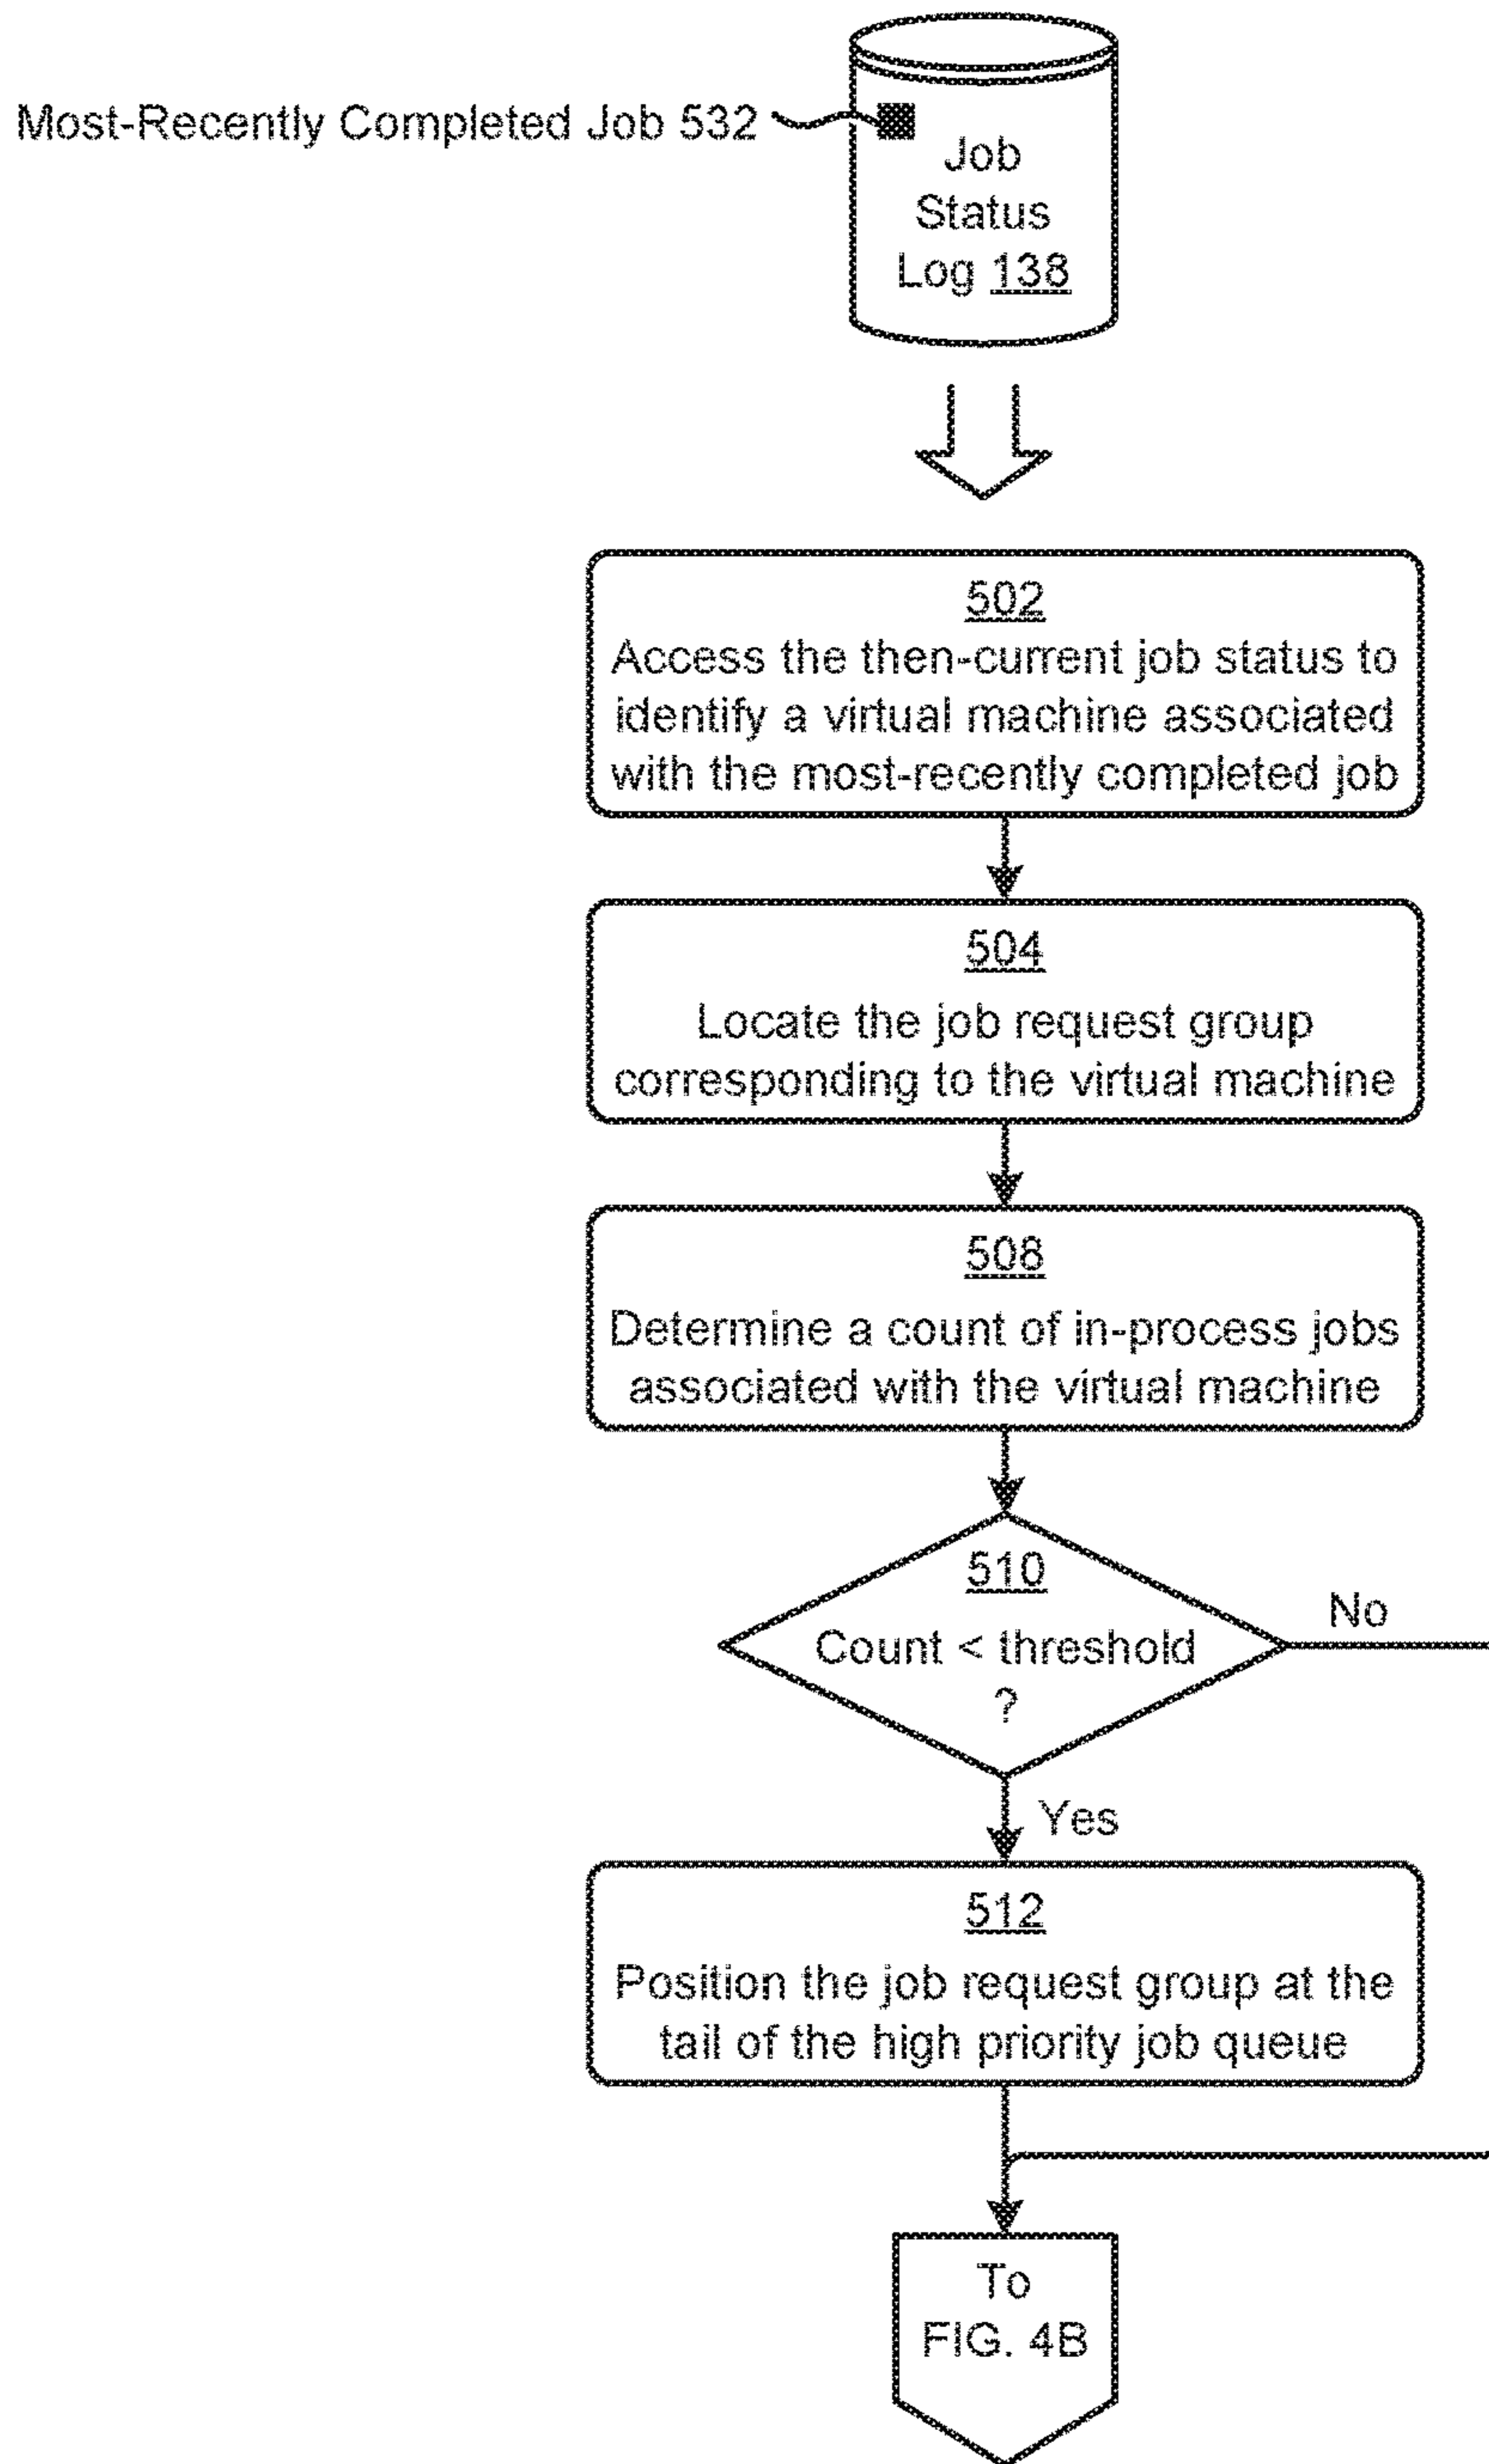 Most-Recently Completed Job 532
Job
Status
Log 138
502
Access the then-current job status to
identify a virtual machine associated
with the most-recently completed job
504
Locate the job request group
corresponding to the virtual machine
508
Determine a count of in-process jobs
associated with the virtual machine
510
Count < threshold
?
No
Yes
512
Position the job request group at the
tail of the high priority job queue
To
FIG. 4B